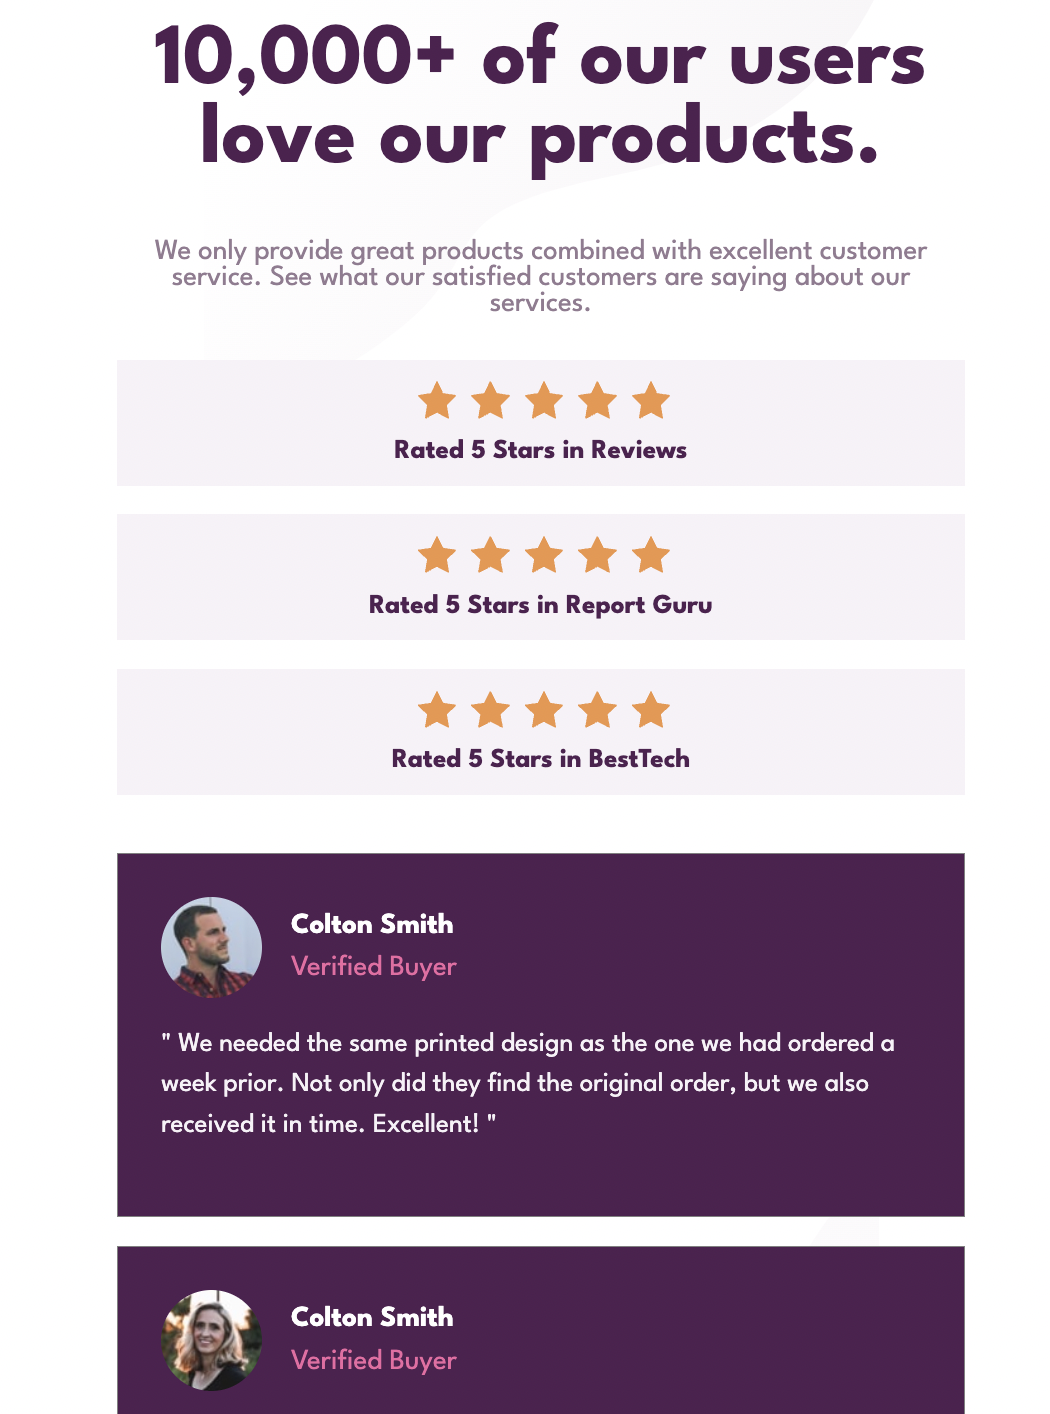 10,000+ of our users
love our products.
We only provide great products combined with excellent customer
service. See what our satisfied customers are saying about our
services.
Rated 5 Stars in Reviews
Rated 5 Stars in Report Guru
Rated 5 Stars in BestTech
Colton Smith
Verified Buyer
" We needed the same printed design as the one we had ordered a
week prior. Not only did they find the original order, but we also
received it in time. Excellent! "
Colton Smith
Verified Buyer